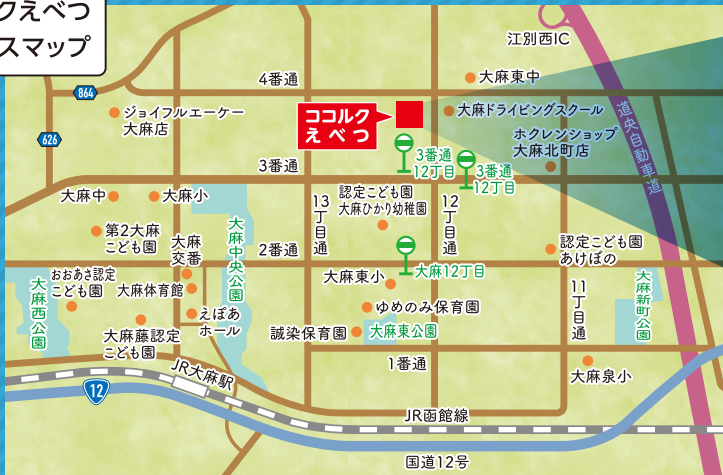 クえべつ
スマップ
江別西IC
4番通
大麻東中
864
ジョイフルエーケー
大麻店
ココルク
えべつ
大麻ドライビングスクール
道央自動車道
ホクレンショップ
大麻北町店
626
3番通
12丁目
3番通
3番通
12丁目
大麻中
大麻小
13丁目通
認定こども園
大麻ひかり幼稚園
12丁目通
第2大麻
こども園
大麻
交番
大麻中央公園
2番通
認定こども園
あけぼの
おおあさ認定
こども園
大麻体育館
大麻東小
大麻12丁目
大麻西公園
えぽあ
ホール
ゆめのみ保育園
11丁目通
大麻新町公園
大麻藤認定
こども園
誠染保育園
大麻東公園
1番通
JR大麻駅
大麻泉小
12
JR函館線
国道12号